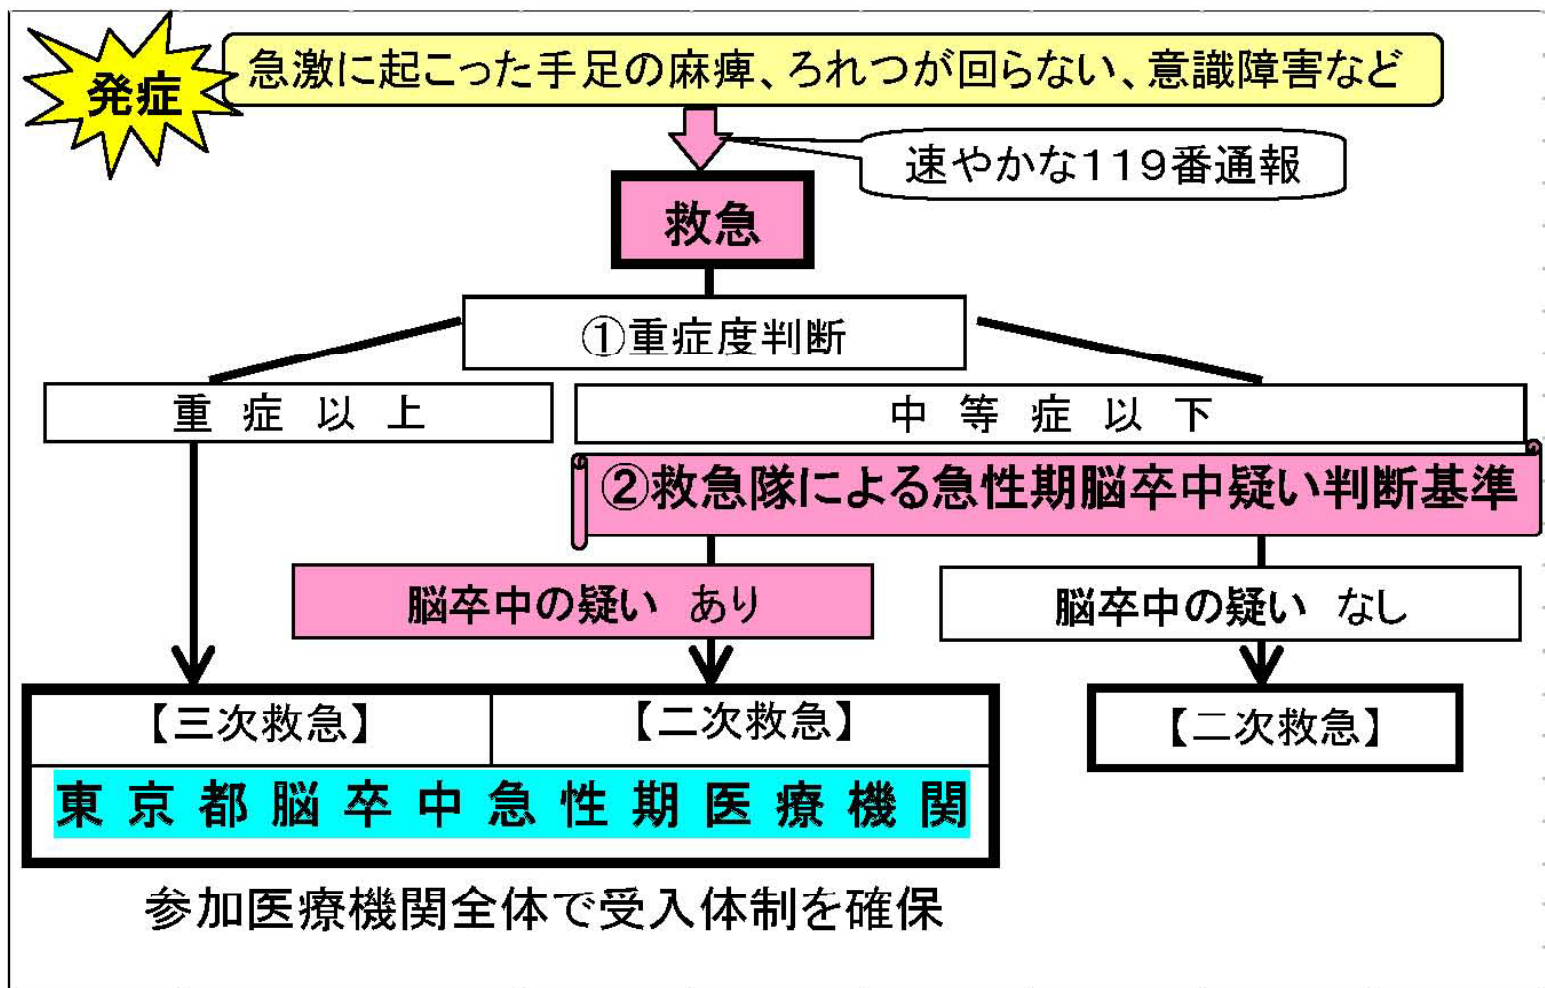 発症
急激に起こった手足の麻痺、ろれつが回らない、意識障害など
速やかな119番通報
救急
①重症度判断
重症以上
中等症以下
②救急隊による急性期脳卒中疑い判断基準
脳卒中の疑い あり
脳卒中の疑い なし
【三次救急】
【二次救急】
【二次救急】
東京都脳卒中急性期医療機関
参加医療機関全体で受入体制を確保